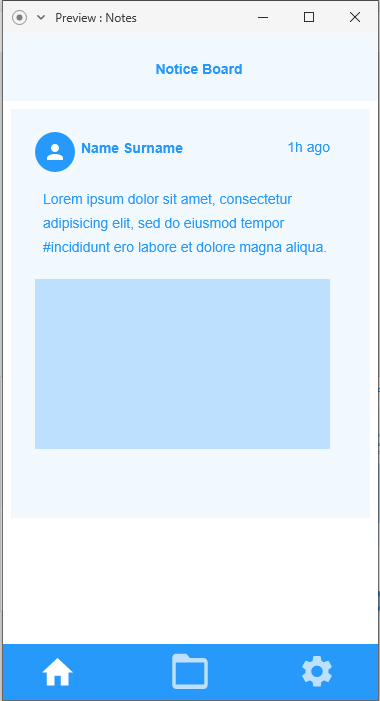 Preview : Notes
Notice Board
Name Surname
1h ago
Lorem ipsum dolor sit amet, consectetur
adipisicing elit, sed do eiusmod tempor
#incididunt ero labore et dolore magna aliqua.